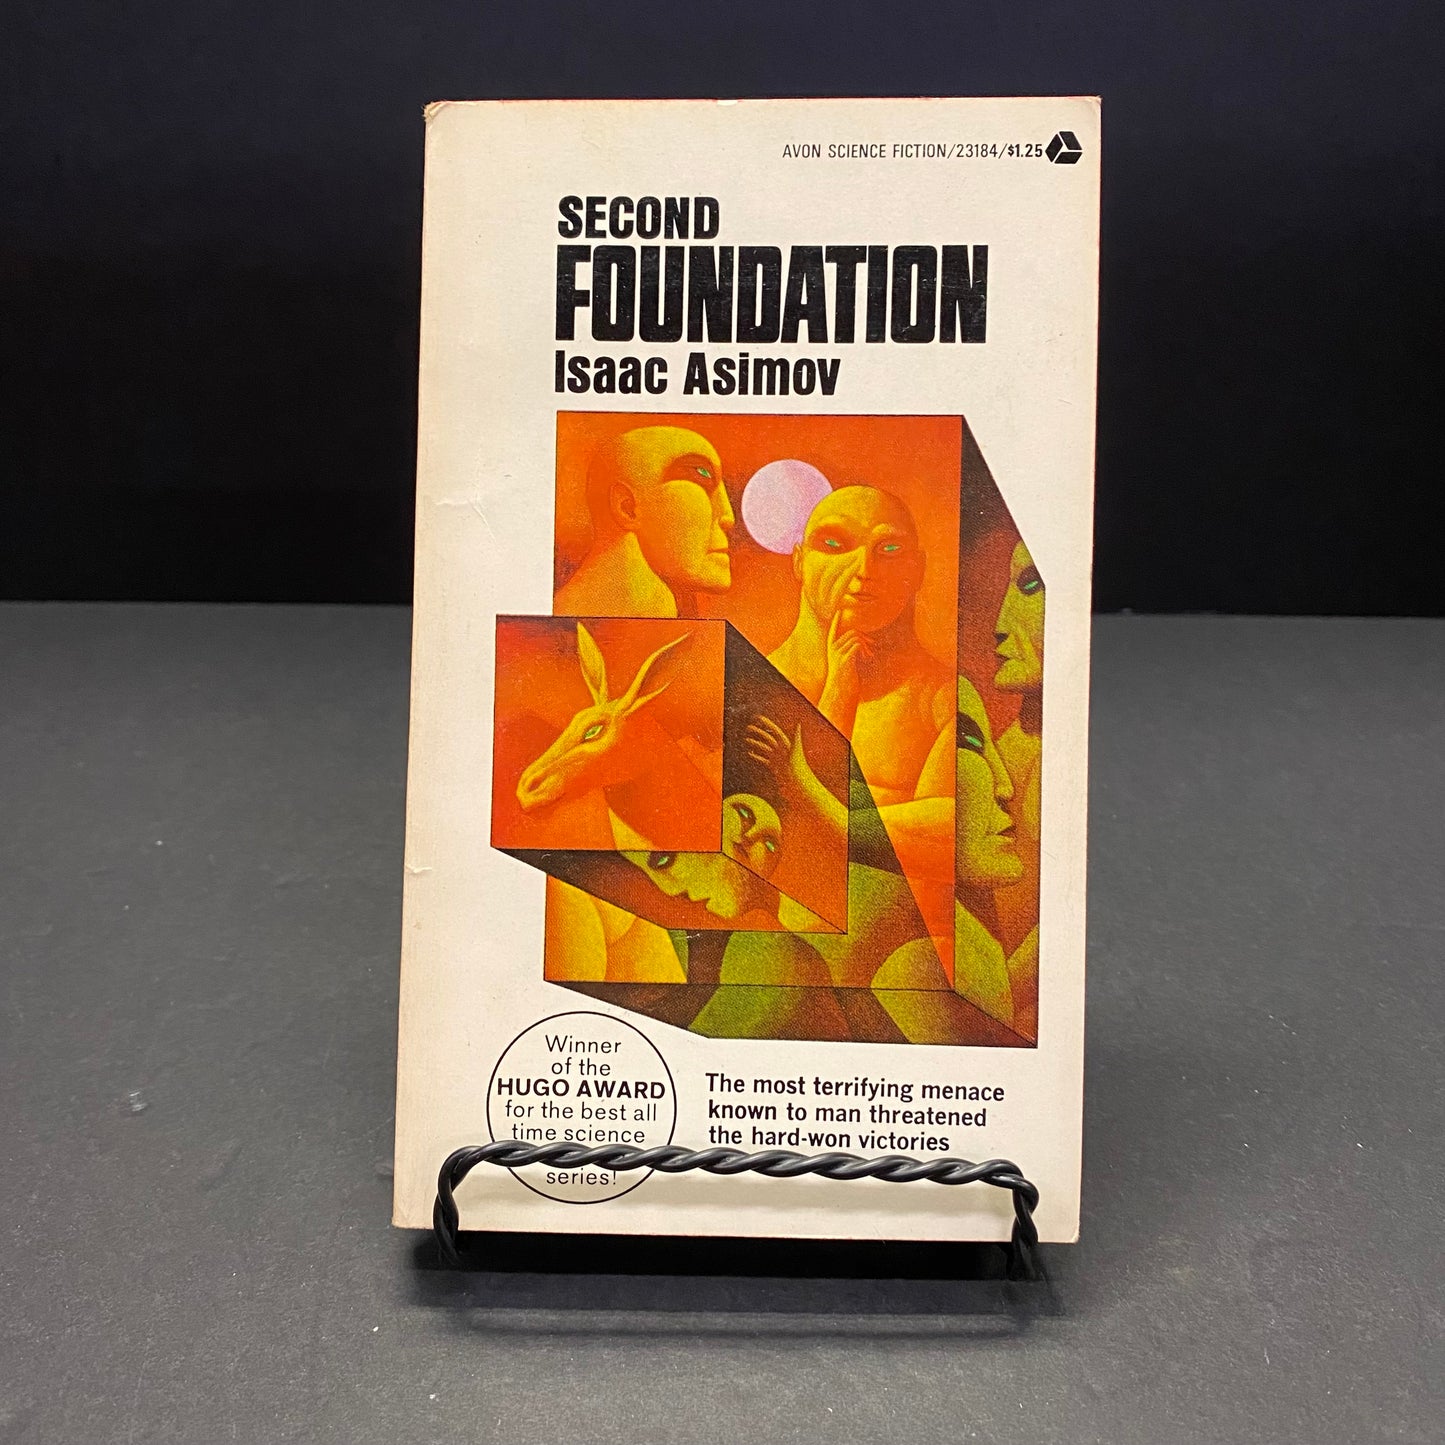 AVON SCIENCE FICTION/23184/$1.25
SECOND
FOUNDATION
Isaac Asimov
Winner
of the
HUGO AWARD
for the best all
time science
series!
The most terrifying menace
known to man threatened
the hard-won victories